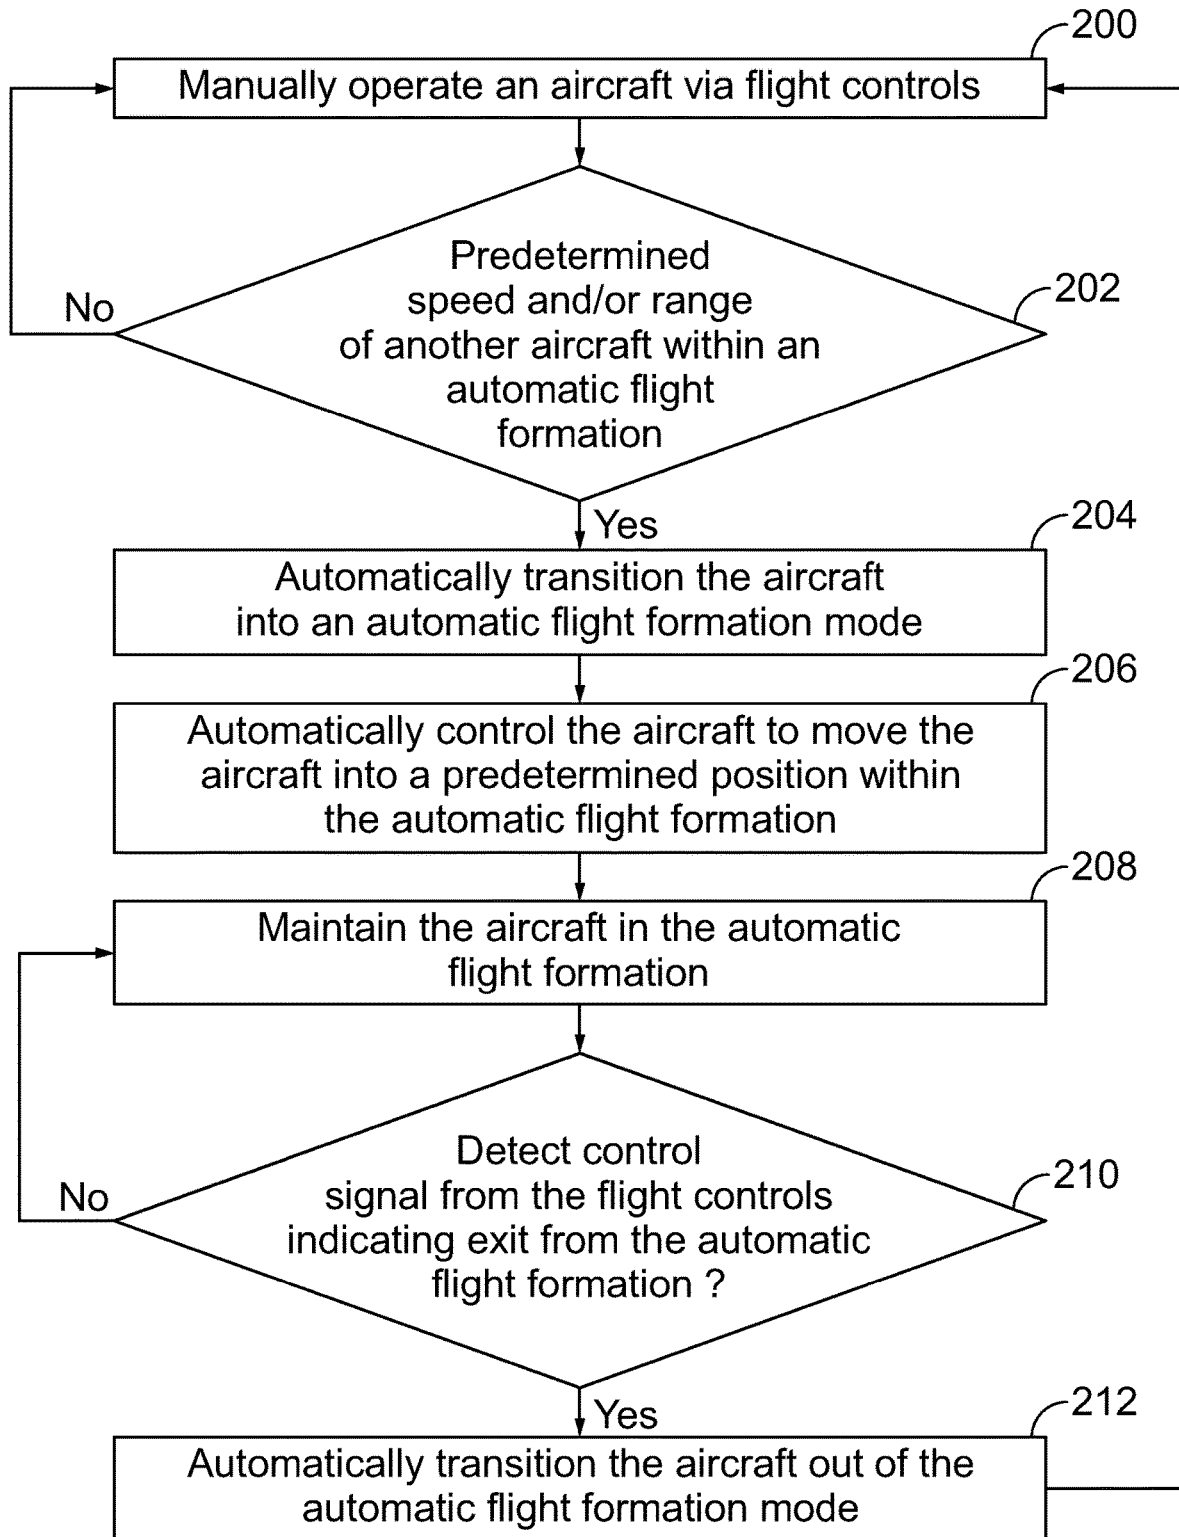 200
Manually operate an aircraft via flight controls
Predetermined
speed and/or range
of another aircraft within an
automatic flight
formation
202
No
Yes
204
Automatically transition the aircraft
into an automatic flight formation mode
206
Automatically control the aircraft to move the
aircraft into a predetermined position within
the automatic flight formation
208
Maintain the aircraft in the automatic
flight formation
Detect control
signal from the flight controls
indicating exit from the automatic
flight formation ?
210
No
Yes
212
Automatically transition the aircraft out of the
automatic flight formation mode